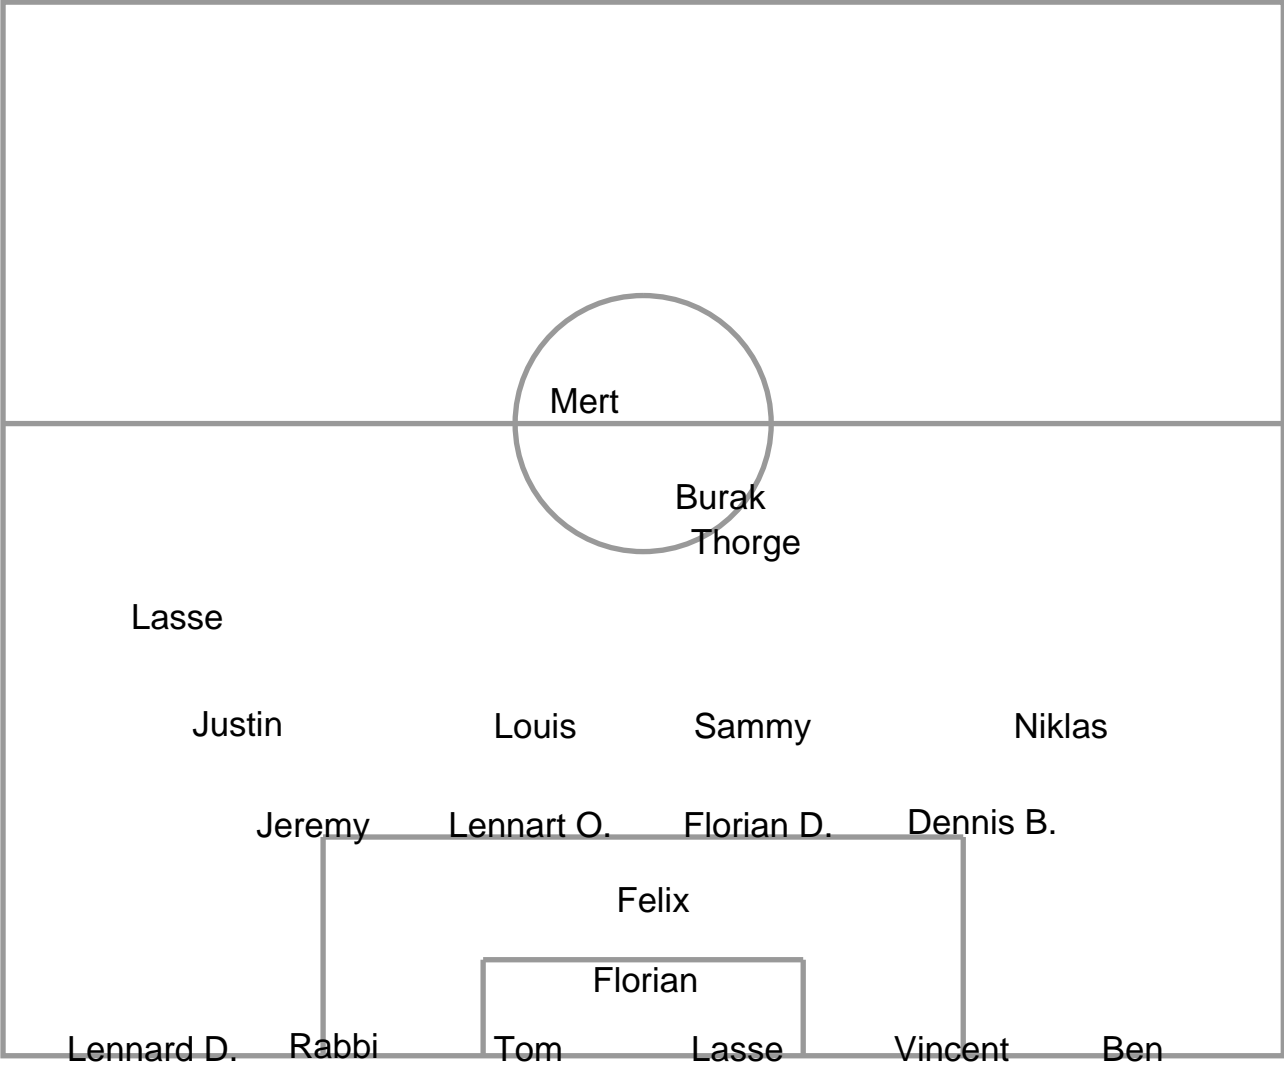 Mert
Burak
Thorge
Lasse
Justin Louis Sammy Niklas
Jeremy Lennart O. Florian D. Dennis B.
Felix
Florian
Lennard D. Rabbi Tom Lasse Vincent Ben